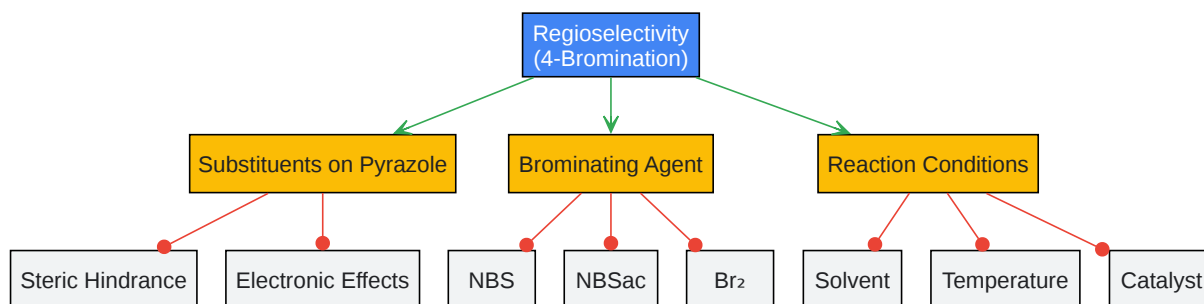 Regioselectivity
(4-Bromination)
Substituents on Pyrazole
Brominating Agent
Reaction Conditions
Steric Hindrance
Electronic Effects
NBS
NBSac
Br₂
Solvent
Temperature
Catalyst